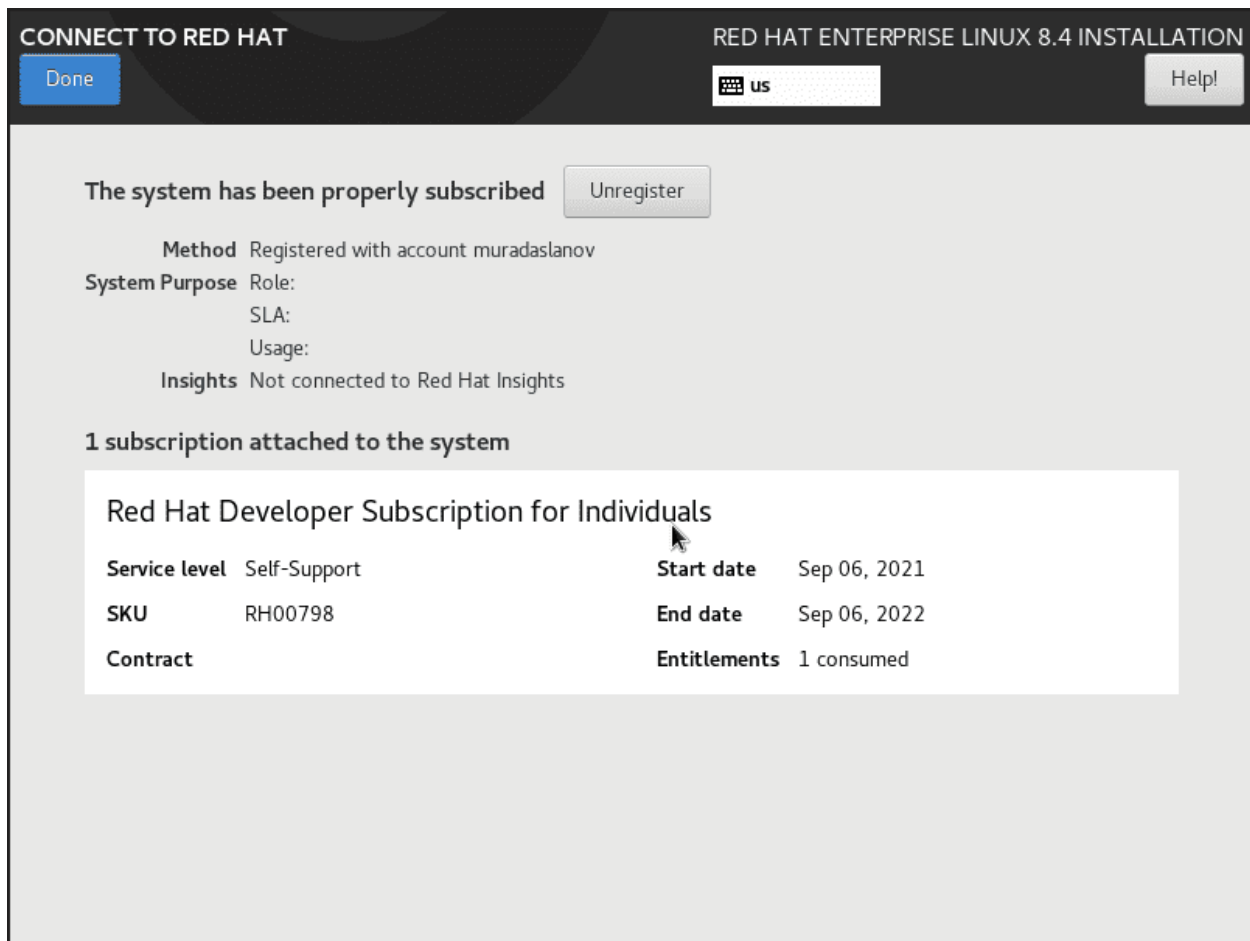 CONNECT TO RED HAT
RED HAT ENTERPRISE LINUX 8.4 INSTALLATION
Done
us
Help!
The system has been properly subscribed
Unregister
Method Registered with account muradaslanov
System Purpose Role:
SLA:
Usage:
Insights Not connected to Red Hat Insights
1 subscription attached to the system
Red Hat Developer Subscription for Individuals
Service level Self-Support Start date Sep 06, 2021
SKU RH00798 End date Sep 06, 2022
Contract Entitlements 1 consumed